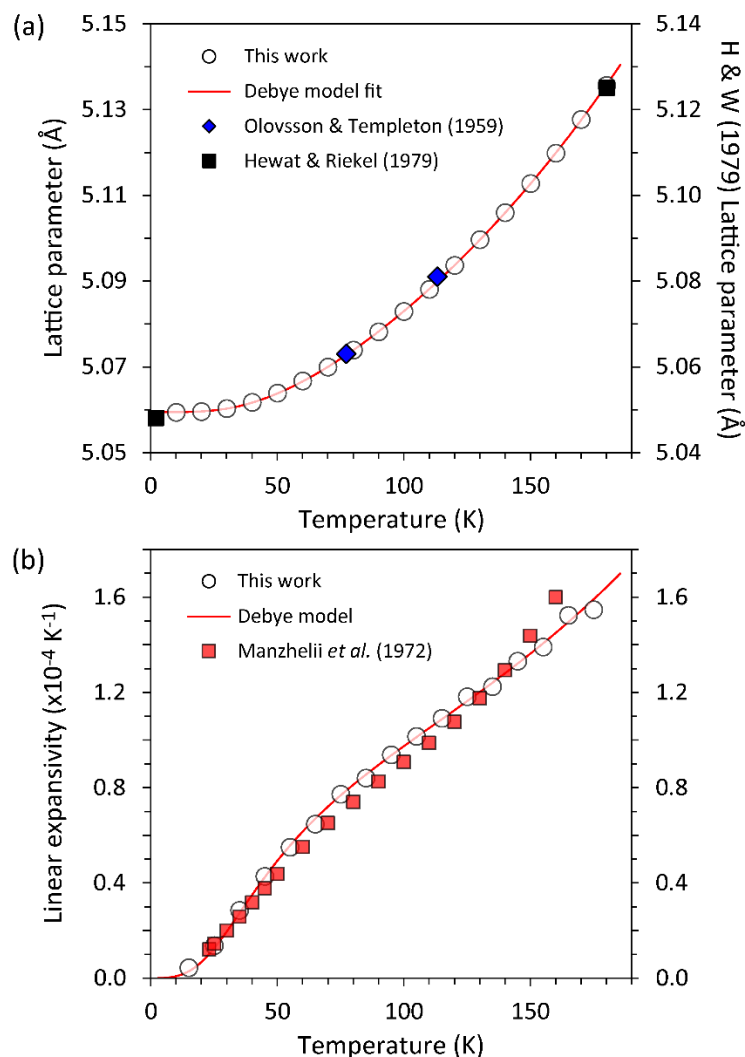 (a)
5.15
5.13
5.11
5.09
5.07
5.05
Lattice parameter (Å)
This work
Debye model fit
Olovsson & Templeton (1959)
Hewat & Riekel (1979)
5.14
5.12
5.10
5.08
5.06
5.04
H & W (1979) Lattice parameter (Å)
0 50 100 150
Temperature (K)
(b)
1.6
1.2
0.8
0.4
0.0
Linear expansivity (x10-4 K-1)
This work
Debye model
Manzhelii et al. (1972)
1.6
1.2
0.8
0.4
0.0
0 50 100 150
Temperature (K)